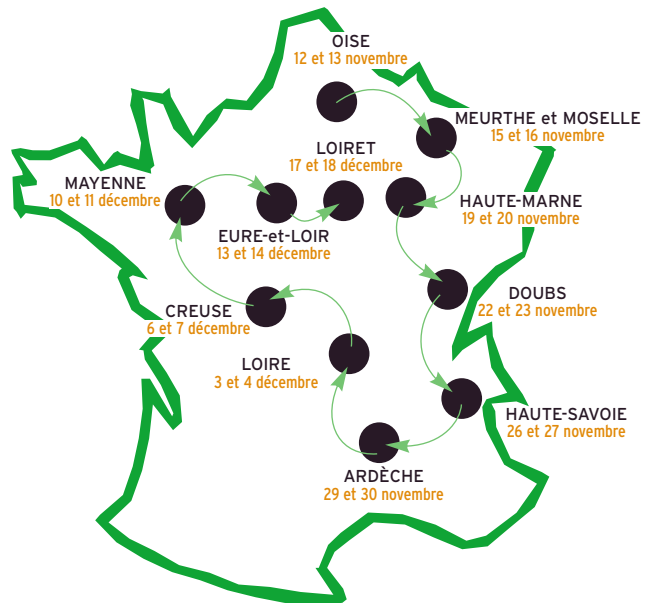 OISE
12 et 13 novembre
MEURTHE et MOSELLE
15 et 16 novembre
LOIRET
17 et 18 décembre
MAYENNE
10 et 11 décembre
HAUTE-MARNE
19 et 20 novembre
EURE-et-LOIR
13 et 14 décembre
DOUBS
22 et 23 novembre
CREUSE
6 et 7 décembre
LOIRE
3 et 4 décembre
HAUTE-SAVOIE
26 et 27 novembre
ARDÈCHE
29 et 30 novembre